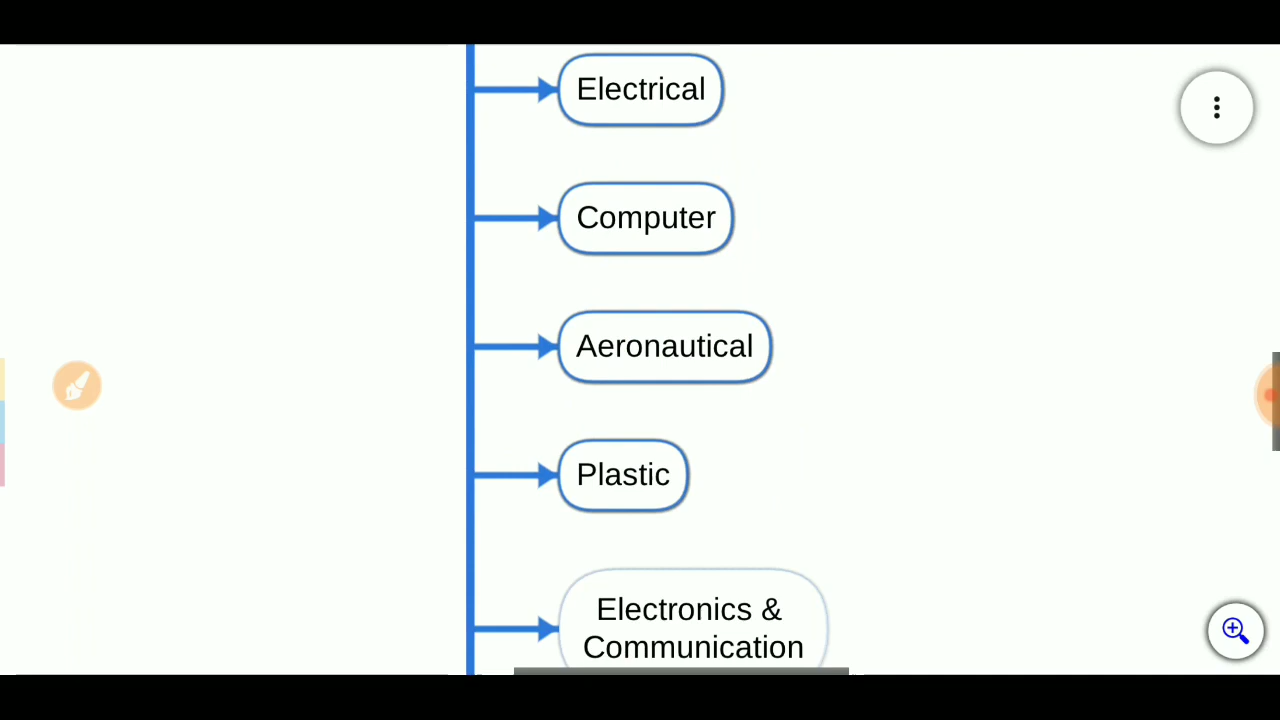 Electrical
Computer
Aeronautical
Plastic
Electronics &
Communication